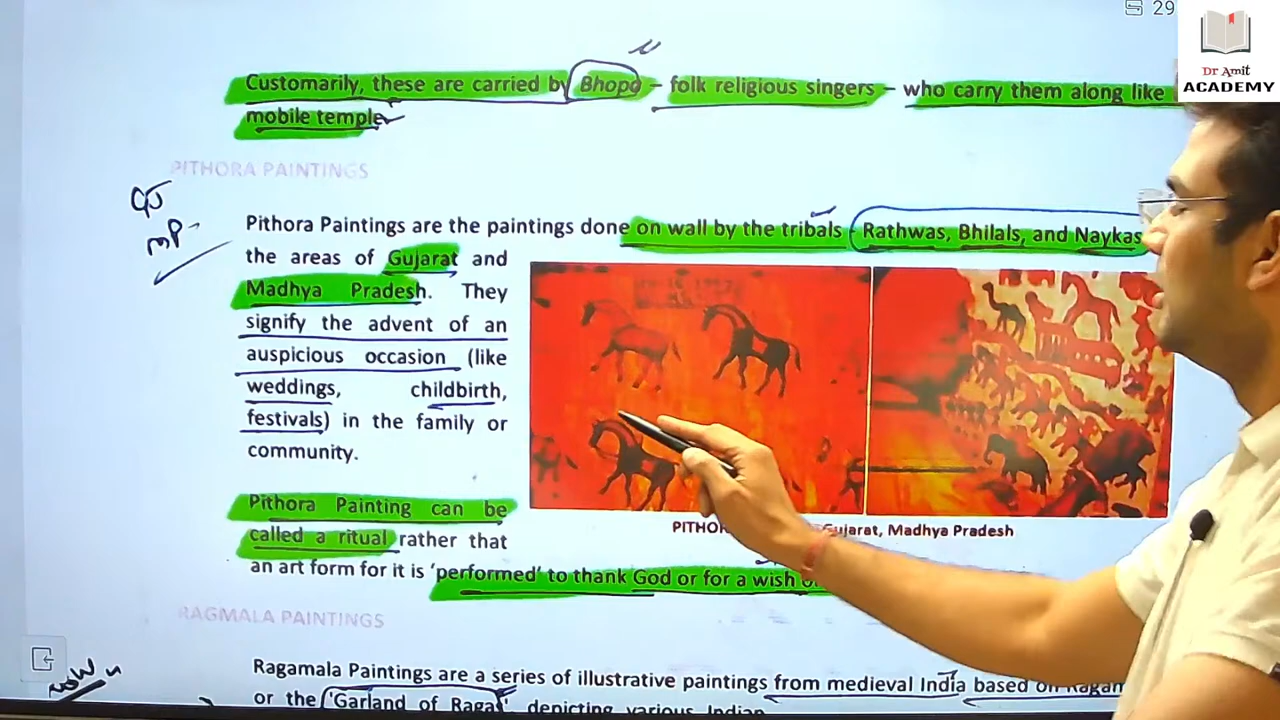 29
Dr Amit
ACADEMY
Customarily, these are carried by Bhopa – folk religious singers – who carry them along like
mobile temple
PITHORA PAINTINGS
GJ
MP
Pithora Paintings are the paintings done on wall by the tribals – Rathwas, Bhilals, and Naykas
the areas of Gujarat and
Madhya Pradesh. They
signify the advent of an
auspicious occasion (like
weddings, childbirth,
festivals) in the family or
community.
Pithora Painting can be
called a ritual rather that
an art form for it is 'performed' to thank God or for a wish
Gujarat, Madhya Pradesh
RAGMALA PAINTINGS
Ragamala Paintings are a series of illustrative paintings from medieval India based on
or the 'Garland of Ragas', depicting various Indian